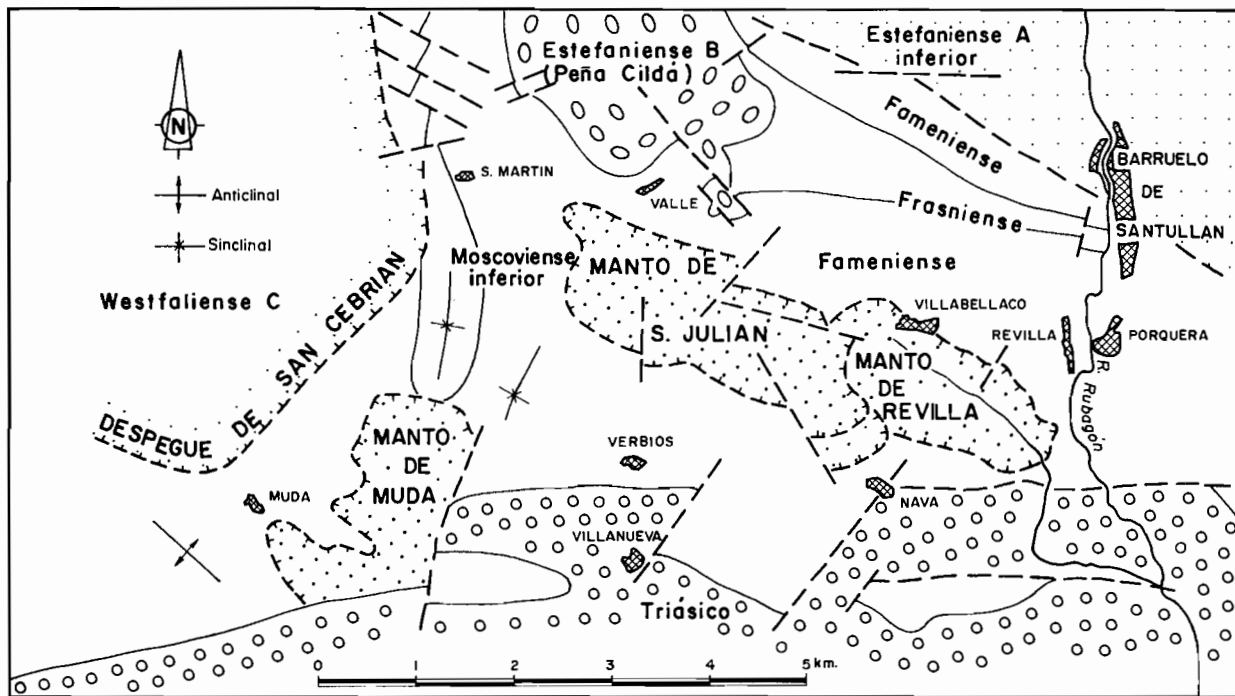 Estefaniense B
(Peña Cildá)
Estefaniense A
inferior
Fameniense
BARRUELO
DE
SANTULLAN
N
S. MARTIN
VALLE
Frasniense
Anticlinal
Sinclinal
Moscoviense
inferior
MANTO DE
S. JULIAN
Fameniense
VILLABELLACO
REVILLA
PORQUERA
Westfaliense C
DESPEGUE DE SAN CEBRIAN
MANTO
DE
REVILLA
R. Rubagón
MANTO
DE
MUDA
VERBIOS
MUDA
NAVA
VILLANUEVA
Triásico
0 1 2 3 4 5 km.